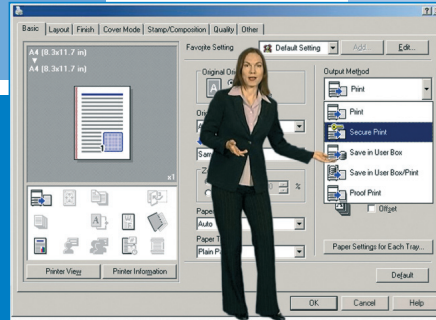 Basic Layout Finish Cover Mode Stamp/Composition Quality Other
A4 (8.3x11.7 in)
A4 (8.3x11.7 in)
x1
Printer View Printer Information
Favorite Setting Default Setting Add... Edit...
Original
A
Auto
Paper
Plain
Output Method
Print
Print
Secure Print
Save in User Box
Save in User Box/Print
Proof Print
Offset
Paper Settings for Each Tray...
Default
OK Cancel Help